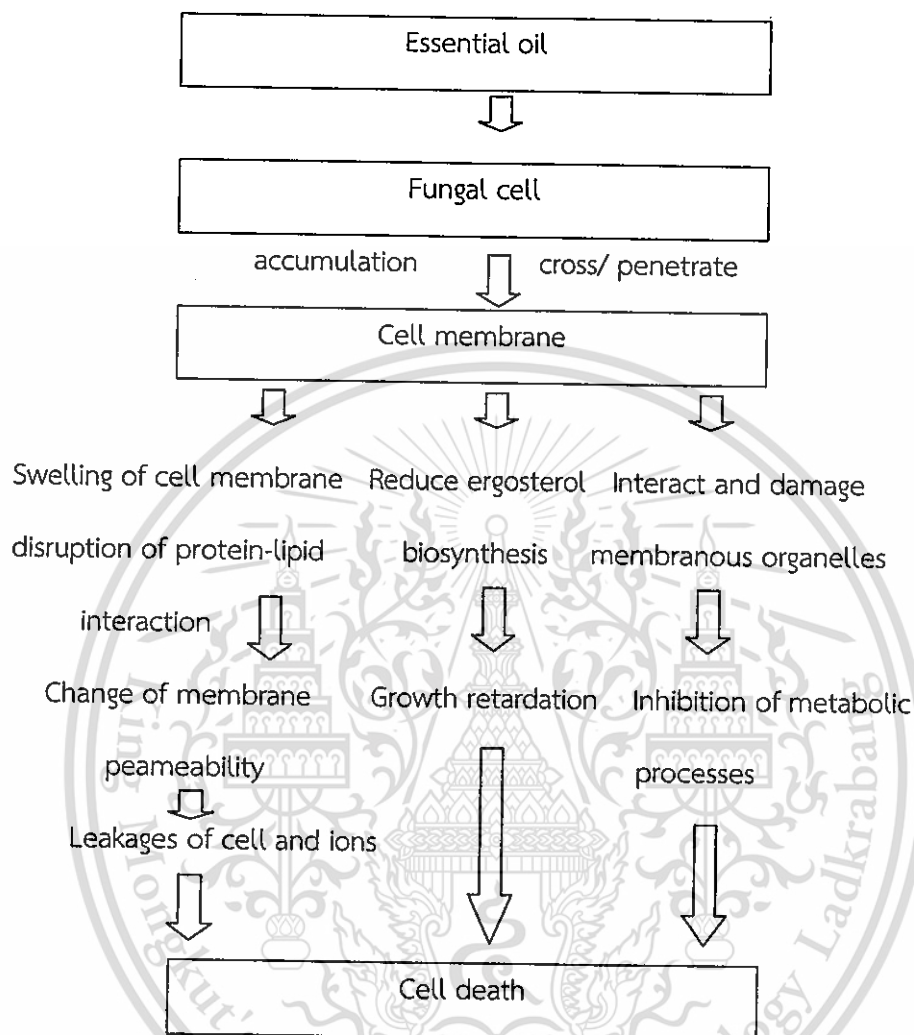 Essential oil
Fungal cell
accumulation cross/ penetrate
Cell membrane
Swelling of cell membrane Reduce ergosterol Interact and damage
disruption of protein-lipid biosynthesis membranous organelles
interaction
Change of membrane Growth retardation Inhibition of metabolic
peameability processes
Leakages of cell and ions
Cell death
Ladkrabang